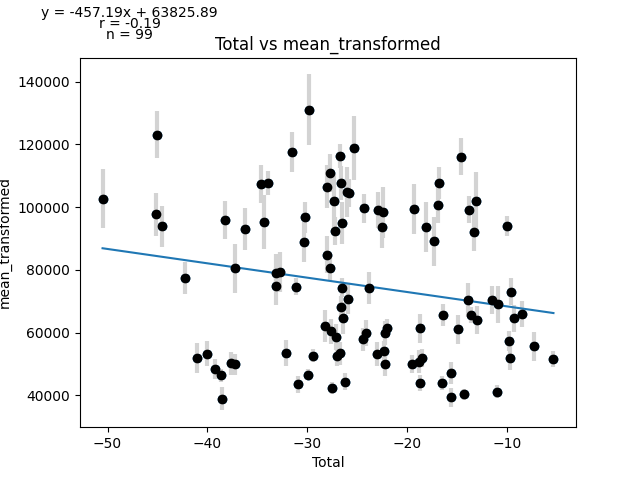 y = -457.19x + 63825.89
r = -0.19
n = 99
Total vs mean_transformed
140000
120000
100000
80000
60000
40000
mean_transformed
−50
−40
−30
−20
−10
Total